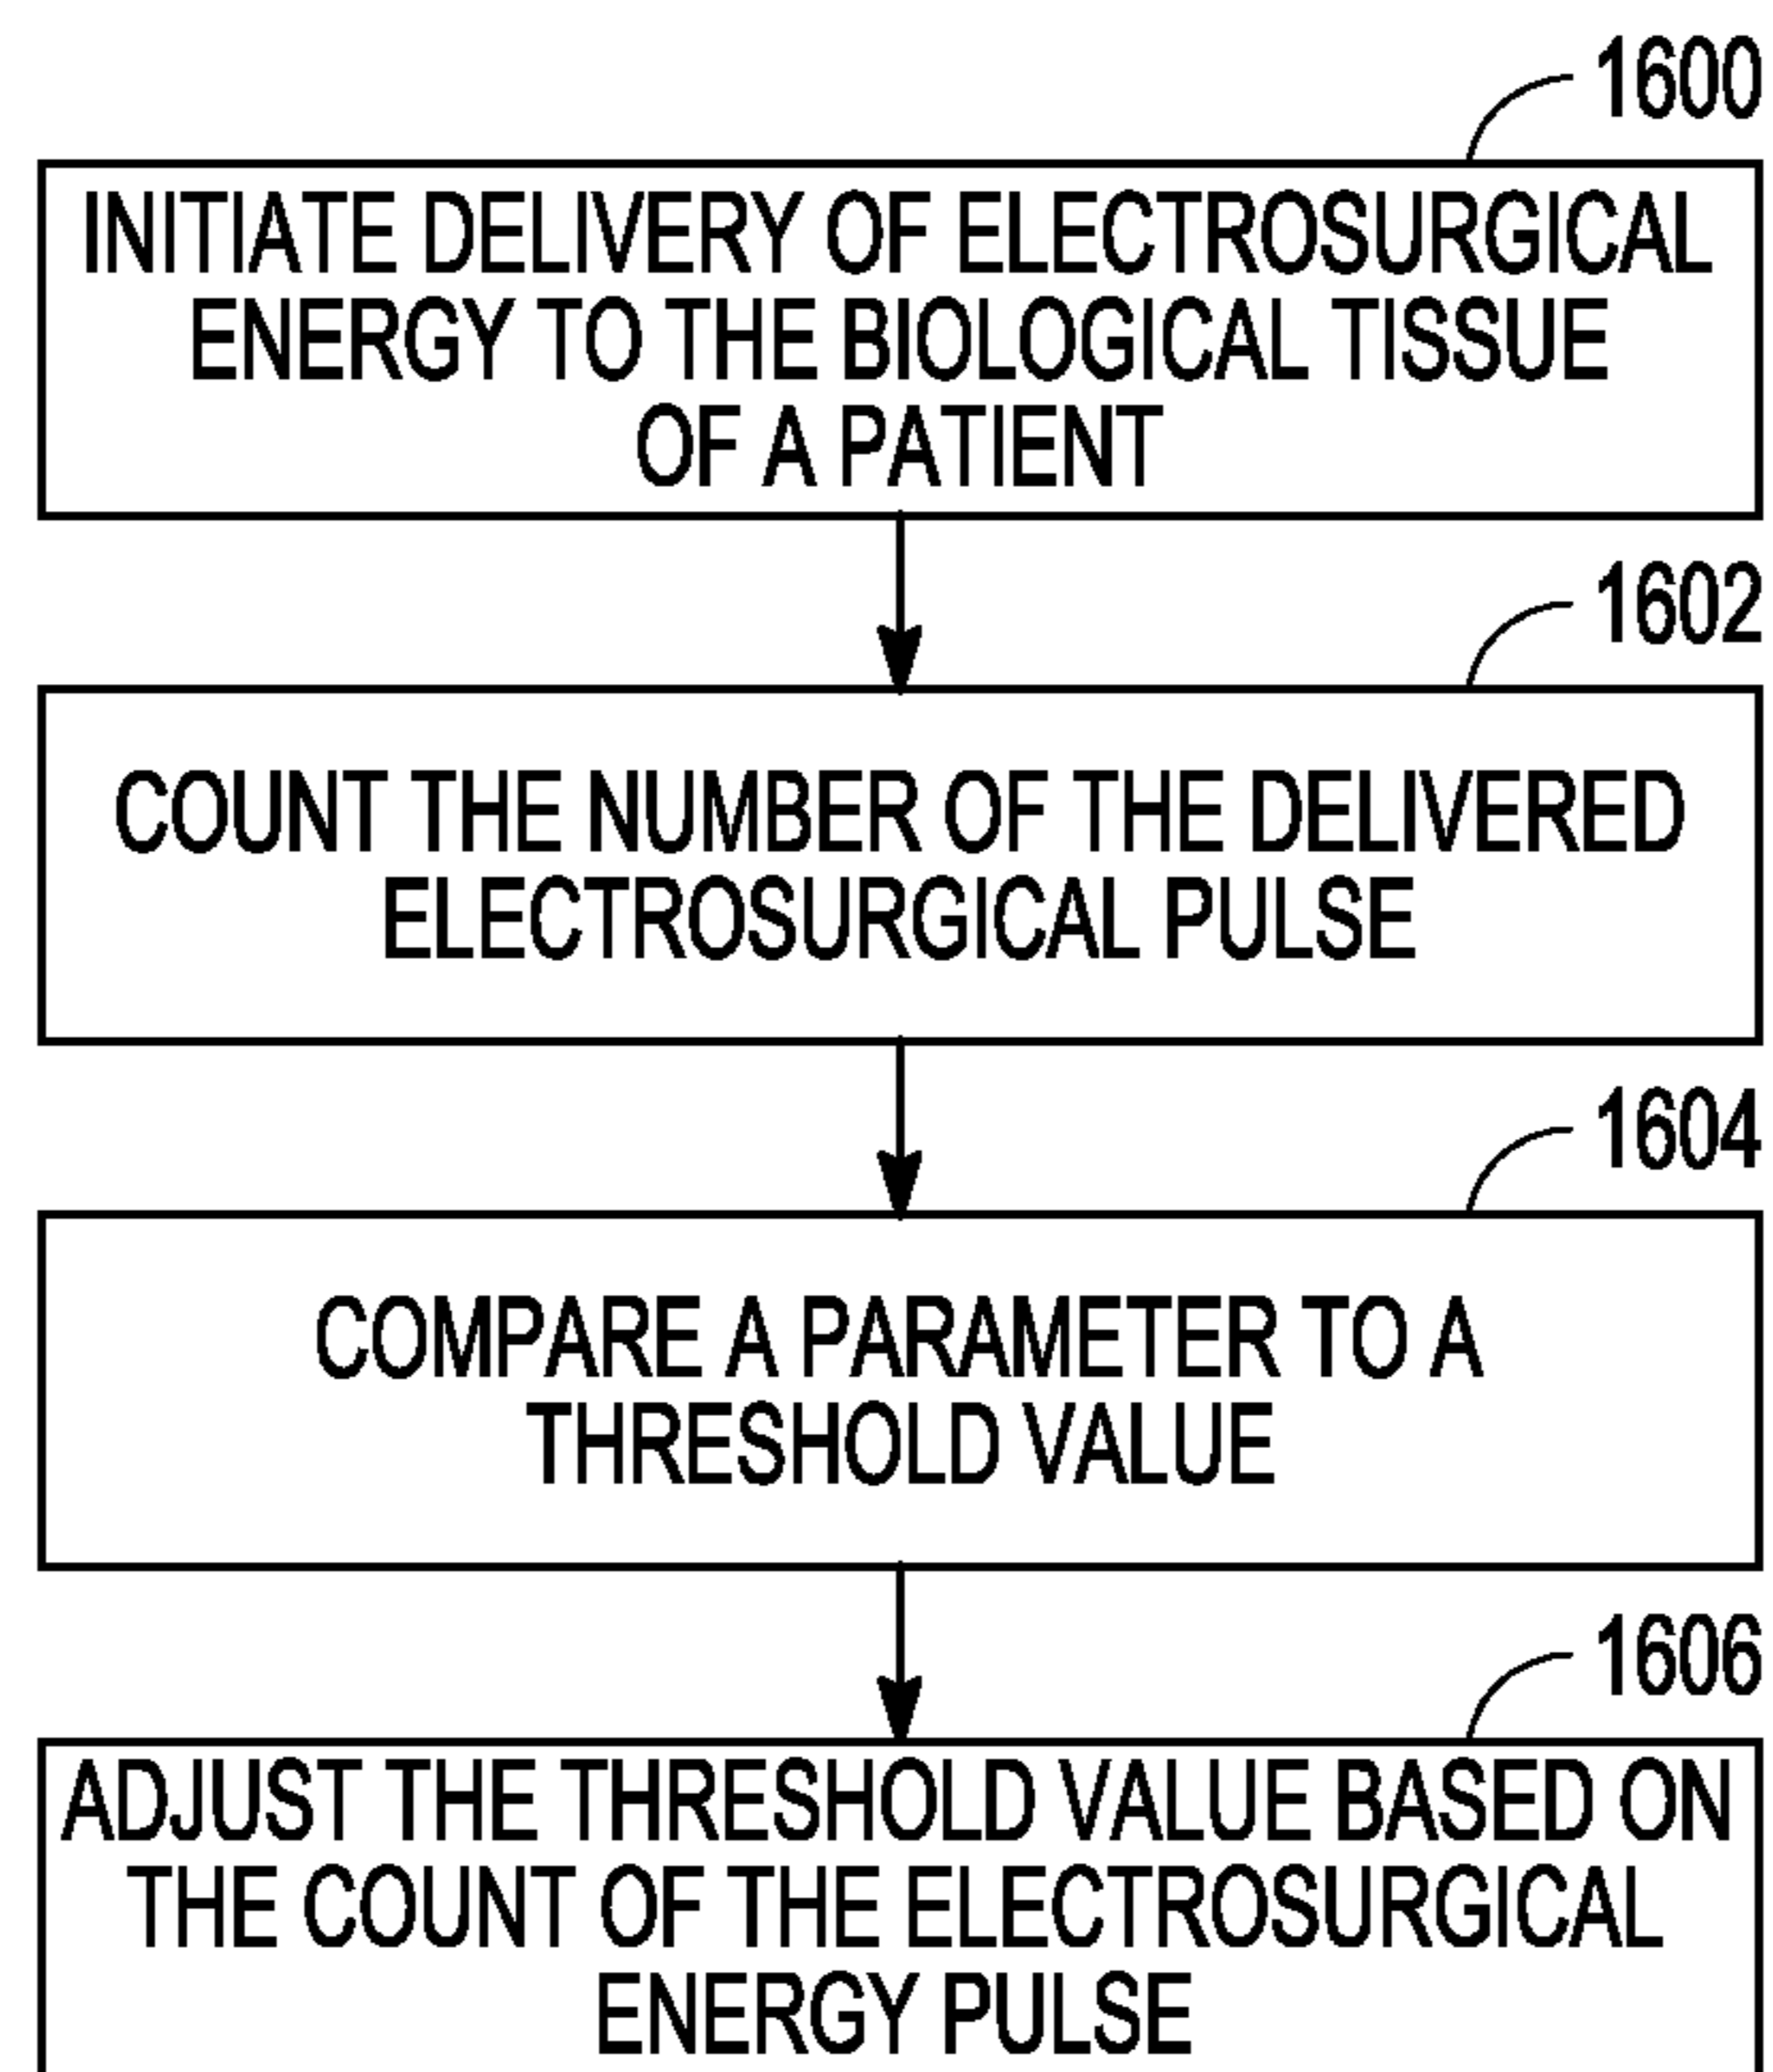 1600
INITIATE DELIVERY OF ELECTROSURGICAL
ENERGY TO THE BIOLOGICAL TISSUE
OF A PATIENT
1602
COUNT THE NUMBER OF THE DELIVERED
ELECTROSURGICAL PULSE
1604
COMPARE A PARAMETER TO A
THRESHOLD VALUE
1606
ADJUST THE THRESHOLD VALUE BASED ON
THE COUNT OF THE ELECTROSURGICAL
ENERGY PULSE